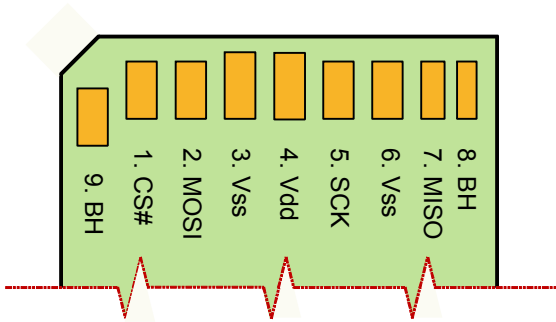 9. BH
1. CS#
2. MOSI
3. Vss
4. Vdd
5. SCK
6. Vss
7. MISO
8. BH